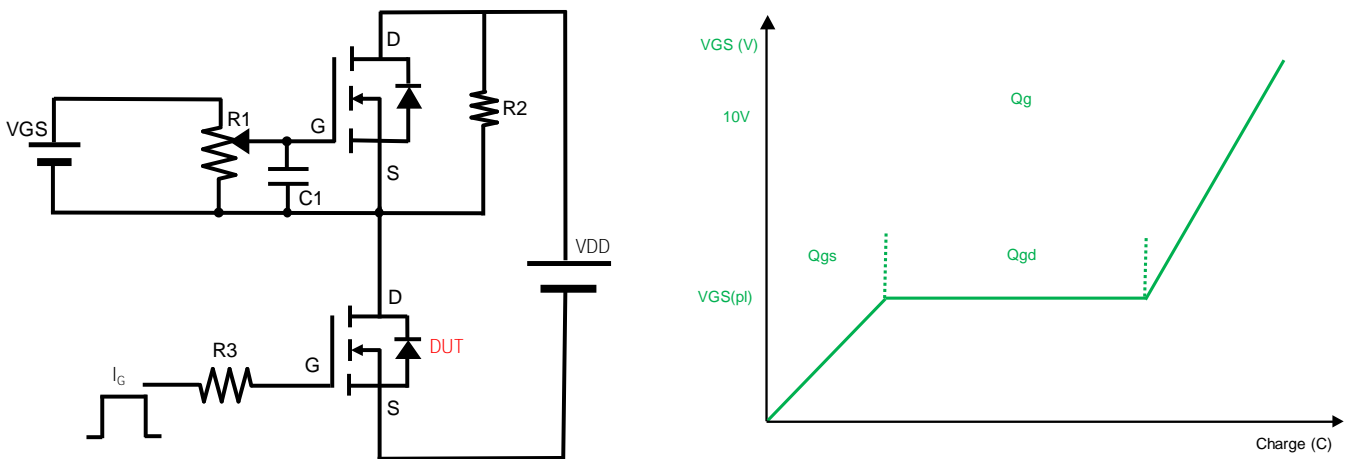 D
R1
VGS
G
R2
C1
S
VDD
D
DUT
R3
G
IG
S
VGS (V)
Qg
10V
Qgs
Qgd
VGS(pl)
Charge (C)